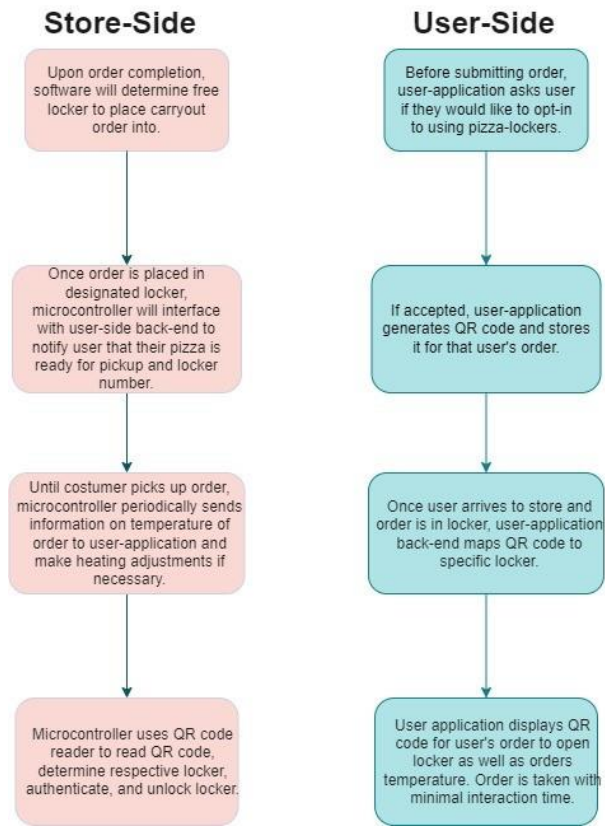 Store-Side
Upon order completion,
software will determine free
locker to place carryout
order into.
Once order is placed in
designated locker,
microcontroller will interface
with user-side back-end to
notify user that their pizza is
ready for pickup and locker
number.
Until costumer picks up order,
microcontroller periodically sends
information on temperature of
order to user-application and
make heating adjustments if
necessary.
Microcontroller uses QR code
reader to read QR code,
determine respective locker,
authenticate, and unlock locker.
User-Side
Before submitting order,
user-application asks user
if they would like to opt-in
to using pizza-lockers.
If accepted, user-application
generates QR code and stores
it for that user's order.
Once user arrives to store and
order is in locker, user-application
back-end maps QR code to
specific locker.
User application displays QR
code for user's order to open
locker as well as orders
temperature. Order is taken with
minimal interaction time.